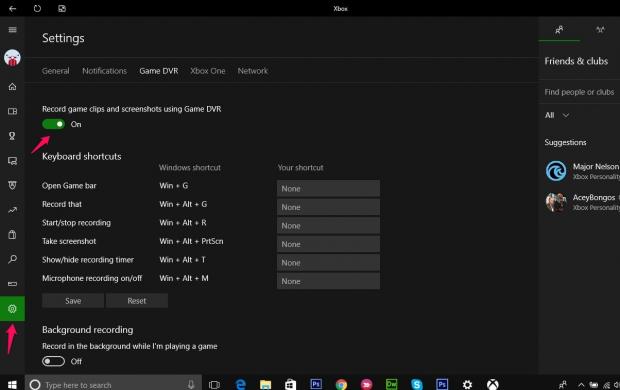 Xbox
Settings
General Notifications Game DVR Xbox One Network
Record game clips and screenshots using Game DVR
On
Keyboard shortcuts
Windows shortcut Your shortcut
Open Game bar Win + G None
Record that Win + Alt + G None
Start/stop recording Win + Alt + R None
Take screenshot Win + Alt + PrtScn None
Show/hide recording timer Win + Alt + T None
Microphone recording on/off Win + Alt + M None
Save Reset
Background recording
Record in the background while I'm playing a game
Off
Friends & clubs
Find people or clubs
All
Suggestions
Major Nelson
Xbox Personality
AceyBongos
Xbox Personality
Type here to search
Ps
Dw
Ps